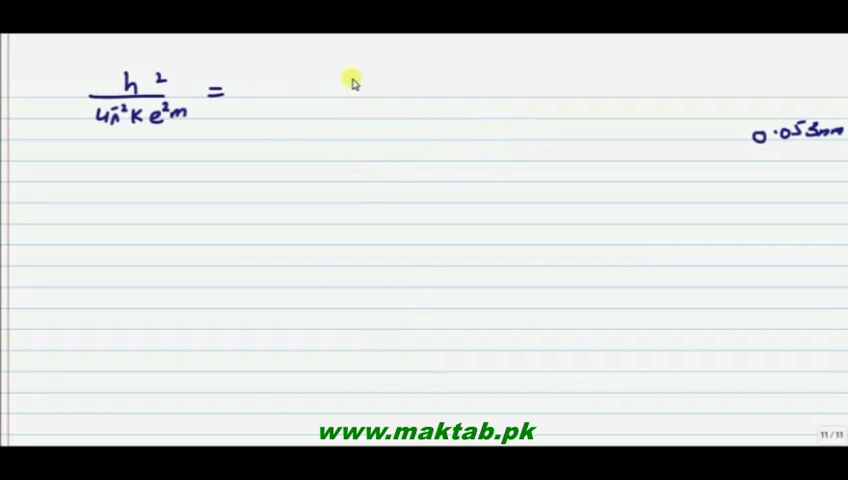 h²
4π²Ke²m =
0.053nm
www.maktab.pk
11/11